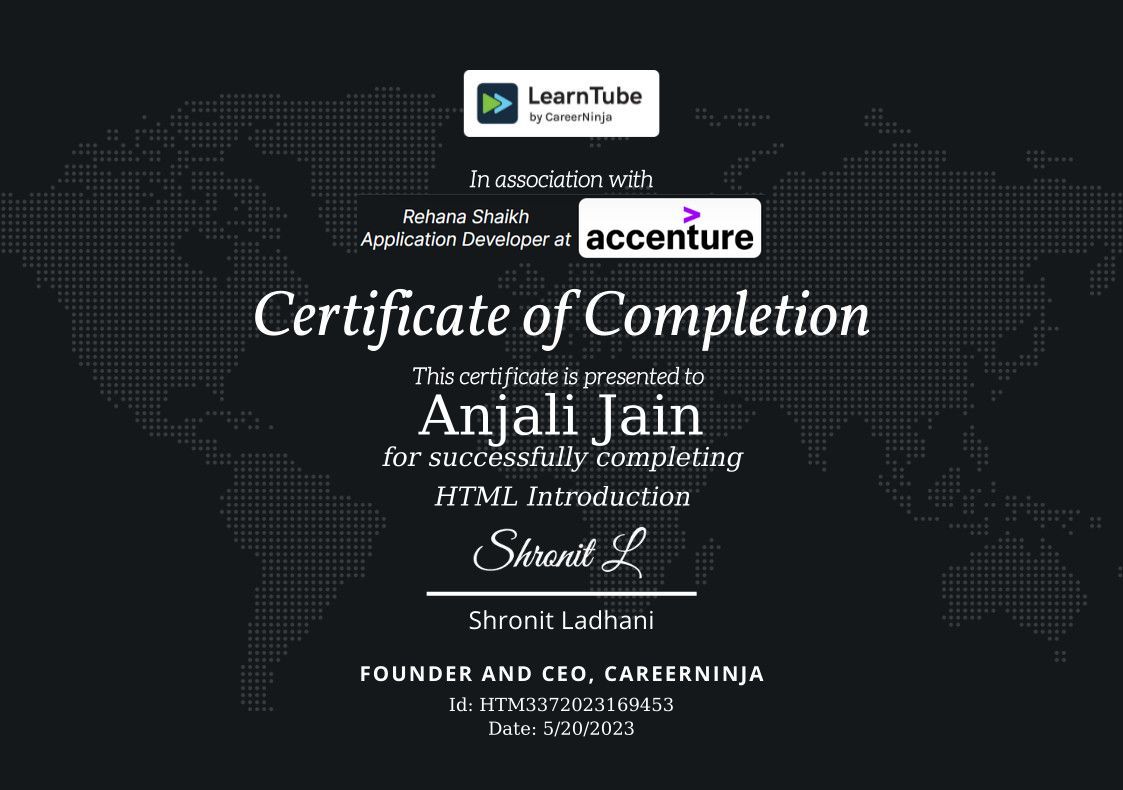 LearnTube
by CareerNinja
In association with
Rehana Shaikh
Application Developer at
accenture
Certificate of Completion
This certificate is presented to
Anjali Jain
for successfully completing
HTML Introduction
Shronit L
Shronit Ladhani
FOUNDER AND CEO, CAREERNINJA
Id: HTM3372023169453
Date: 5/20/2023